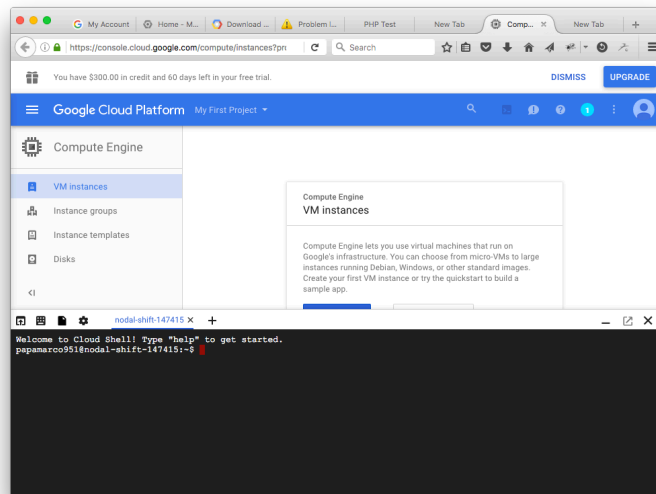 My Account
Home - M...
Download ...
Problem l...
PHP Test
New Tab
Comp...
New Tab
https://console.cloud.google.com/compute/instances?pn
Search
You have $300.00 in credit and 60 days left in your free trial.
DISMISS
UPGRADE
Google Cloud Platform
My First Project
1
Compute Engine
VM instances
Instance groups
Instance templates
Disks
Compute Engine
VM instances
Compute Engine lets you use virtual machines that run on
Google's infrastructure. You can choose from micro-VMs to large
instances running Debian, Windows, or other standard images.
Create your first VM instance or try the quickstart to build a
sample app.
nodal-shift-147415
Welcome to Cloud Shell! Type "help" to get started.
papamarco951@nodal-shift-147415:~$